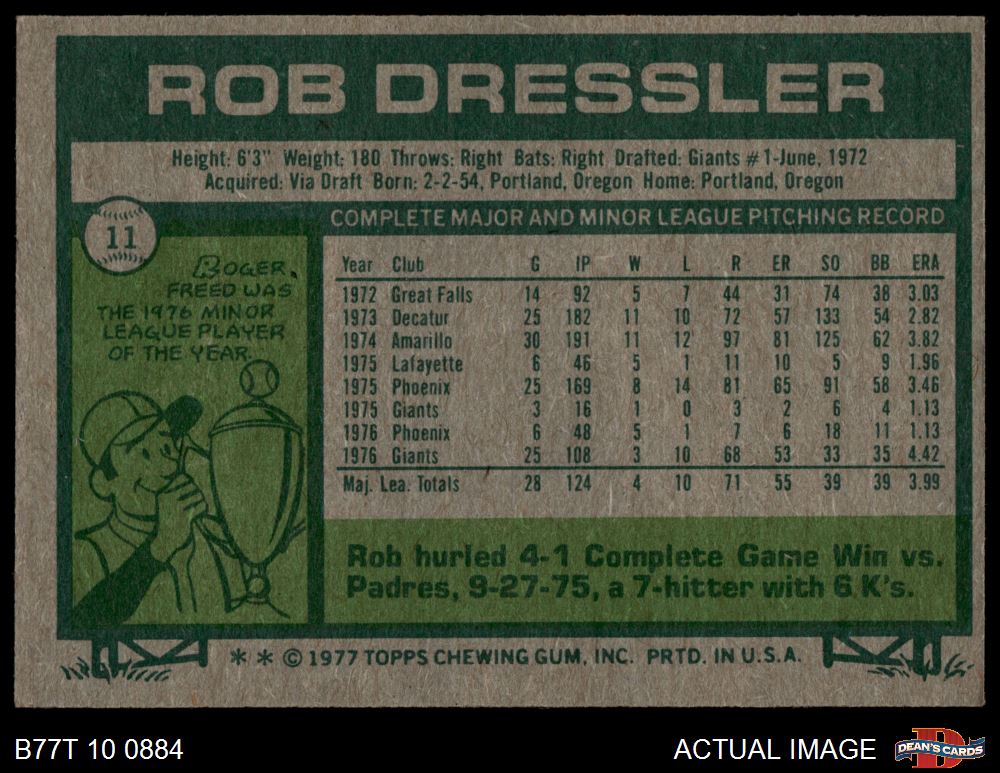 ROB DRESSLER
Height: 6'3" Weight: 180 Throws: Right Bats: Right Drafted: Giants #1-June, 1972
Acquired: Via Draft Born: 2-2-54, Portland, Oregon Home: Portland, Oregon
11
COMPLETE MAJOR AND MINOR LEAGUE PITCHING RECORD
ROGER
FREED WAS
THE 1976 MINOR
LEAGUE PLAYER
OF THE YEAR.
Year Club G IP W L R ER SO BB ERA
1972 Great Falls 14 92 5 7 44 31 74 38 3.03
1973 Decatur 25 182 11 10 72 57 133 54 2.82
1974 Amarillo 30 191 11 12 97 81 125 62 3.82
1975 Lafayette 6 46 5 1 11 10 5 9 1.96
1975 Phoenix 25 169 8 14 81 65 91 58 3.46
1975 Giants 3 16 1 0 3 2 6 4 1.13
1976 Phoenix 6 48 5 1 7 6 18 11 1.13
1976 Giants 25 108 3 10 68 53 33 35 4.42
Maj. Lea. Totals 28 124 4 10 71 55 39 39 3.99
Rob hurled 4-1 Complete Game Win vs.
Padres, 9-27-75, a 7-hitter with 6 K's.
* * © 1977 TOPPS CHEWING GUM, INC. PRTD. IN U.S.A.
B77T 10 0884
ACTUAL IMAGE
DEAN'S CARDS